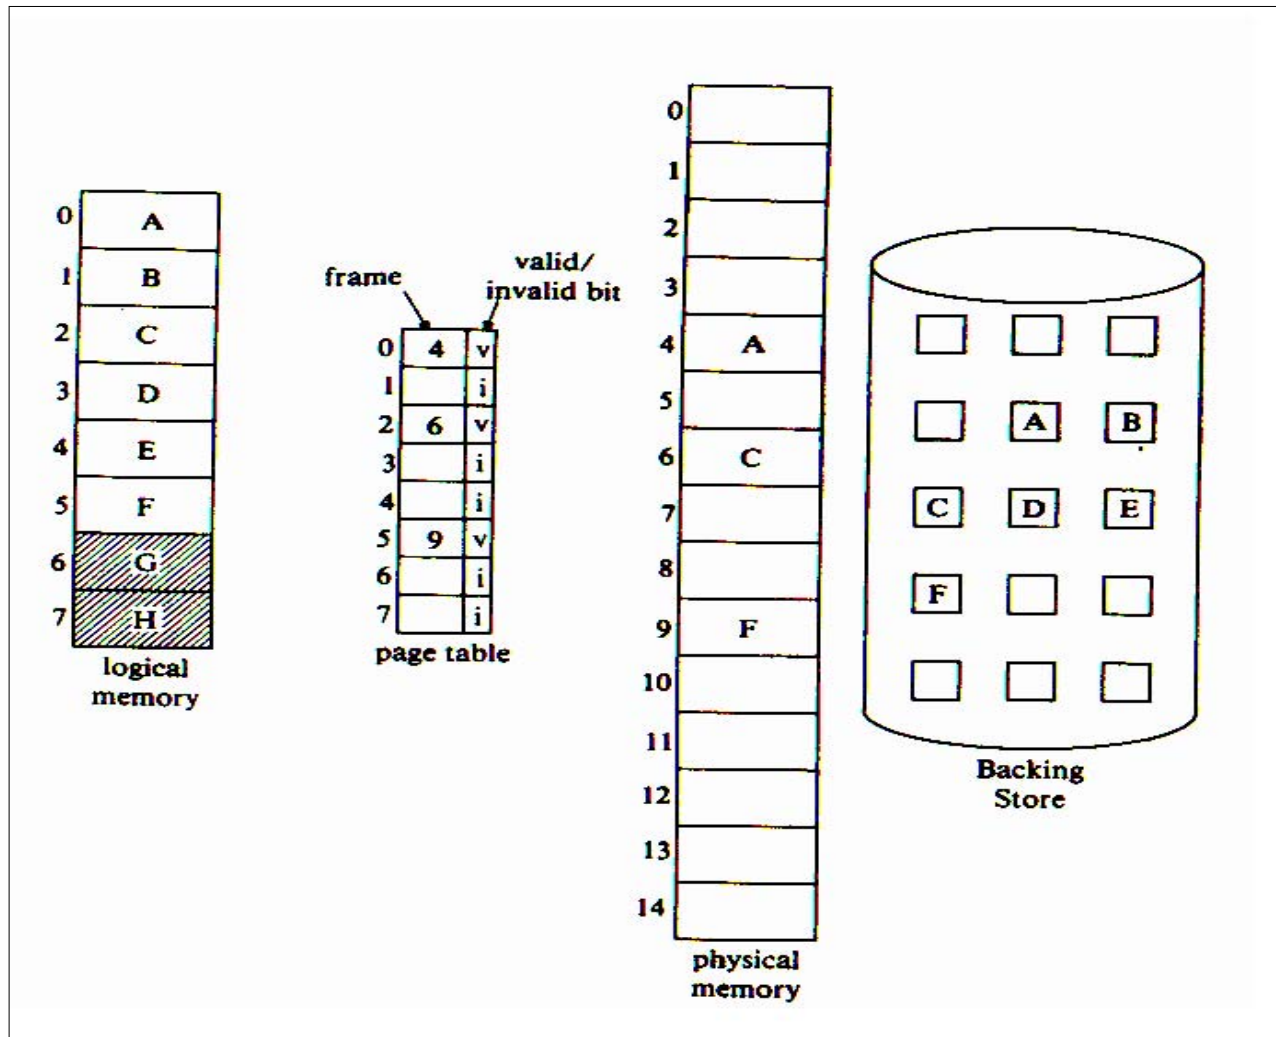 0 A
1 B
2 C
3 D
4 E
5 F
6 G
7 H
logical
memory
frame
valid/
invalid bit
0 4 v
1 i
2 6 v
3 i
4 i
5 9 v
6 i
7 i
page table
0
1
2
3
4 A
5
6 C
7
8
9 F
10
11
12
13
14
physical
memory
A B
C D E
F
Backing
Store